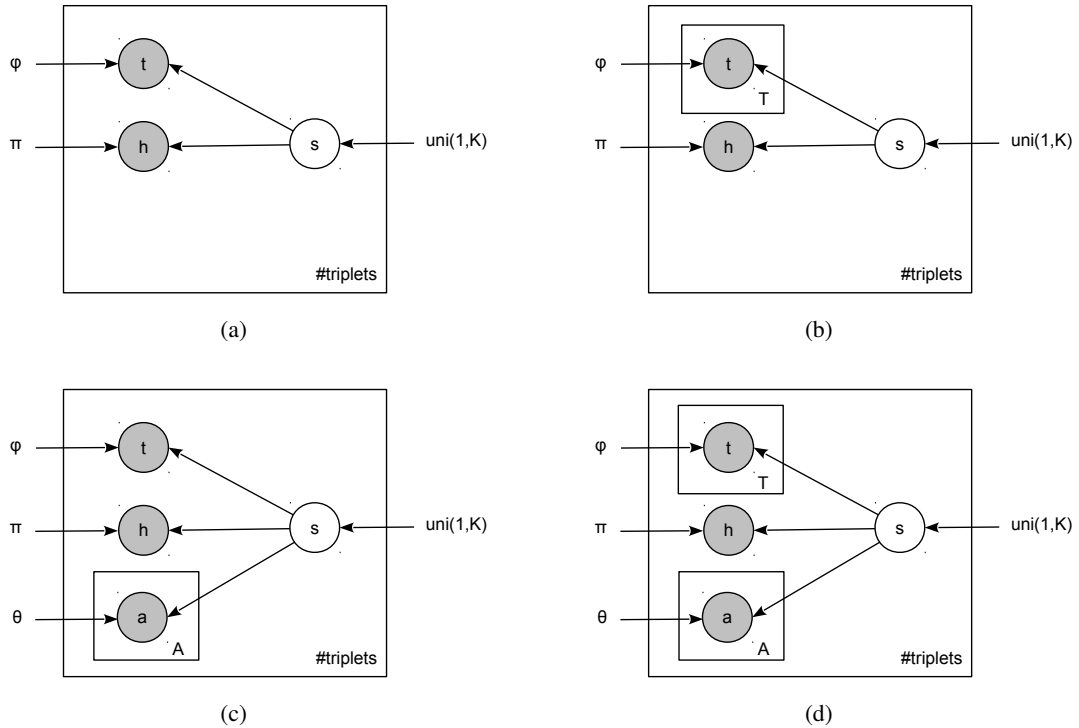 φ
t
π
h
s
uni(1,K)
#triplets
(a)
φ
t
T
π
h
s
uni(1,K)
#triplets
(b)
φ
t
π
h
s
uni(1,K)
θ
a
A
#triplets
(c)
φ
t
T
π
h
s
uni(1,K)
θ
a
A
#triplets
(d)